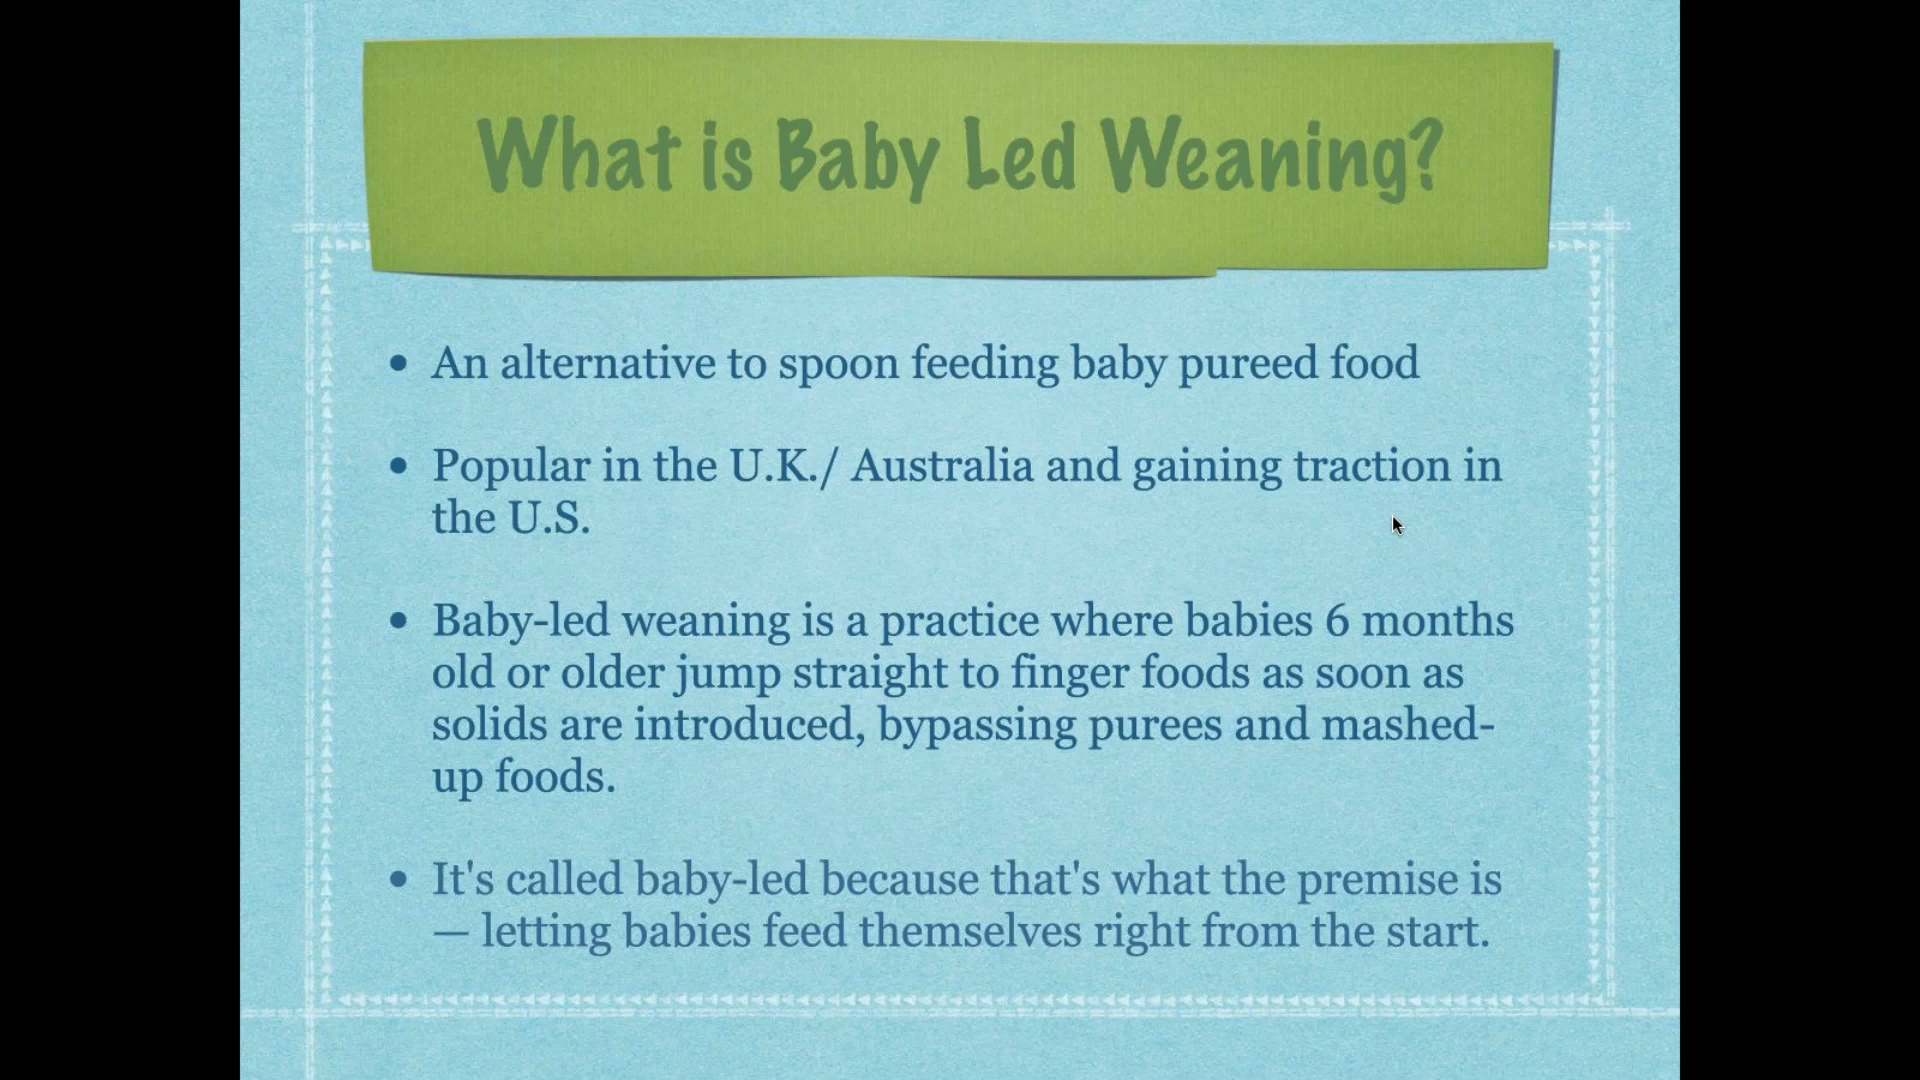 What is Baby Led Weaning?
• An alternative to spoon feeding baby pureed food
• Popular in the U.K./ Australia and gaining traction in
the U.S.
• Baby-led weaning is a practice where babies 6 months
old or older jump straight to finger foods as soon as
solids are introduced, bypassing purees and mashed-
up foods.
• It's called baby-led because that's what the premise is
— letting babies feed themselves right from the start.